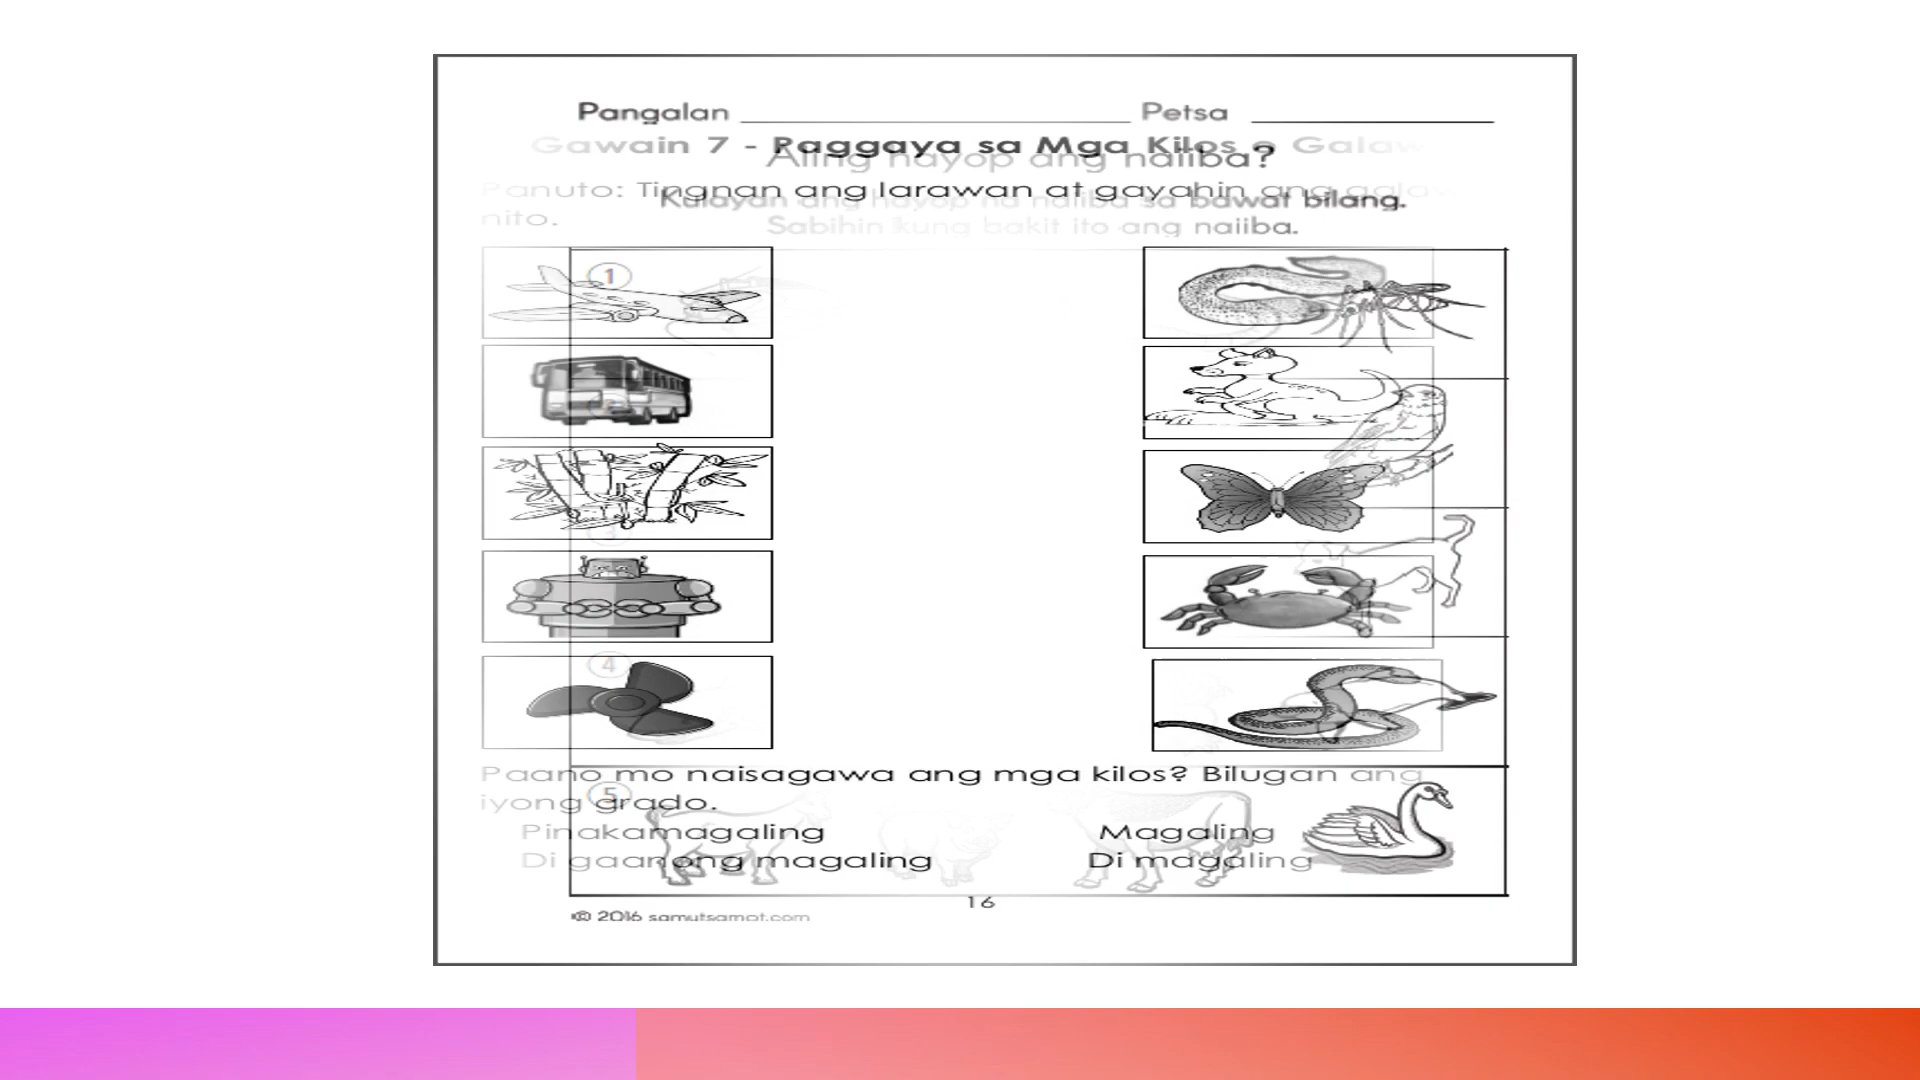 Pangalan Petsa
Gawain 7 - Paggaya sa Mga Kilos o Galaw
Aling hayop ang naiiba?
Panuto: Tingnan ang larawan at gayahin ang galaw
Kulayan ang hayop na naiiba sa bawat bilang.
nito.
Sabihin kung bakit ito ang naiiba.
1
2
3
4
Paano mo naisagawa ang mga kilos? Bilugan ang
5
iyong grado.
Pinakamagaling Magaling
Di gaanong magaling Di magaling
16
© 2016 samutsamot.com